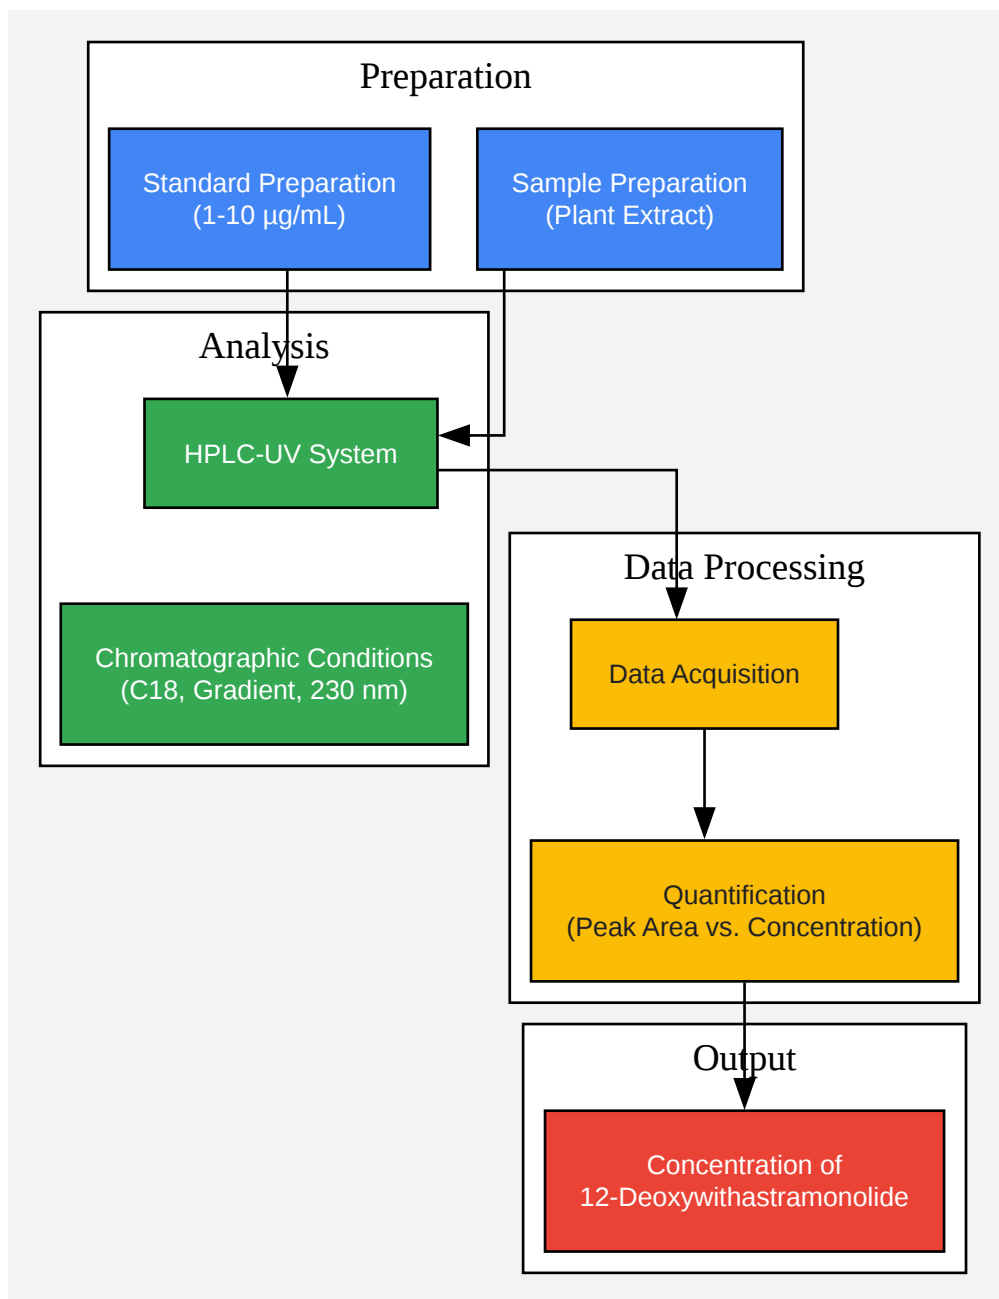 Preparation
Standard Preparation
(1-10 µg/mL)
Sample Preparation
(Plant Extract)
Analysis
HPLC-UV System
Chromatographic Conditions
(C18, Gradient, 230 nm)
Data Processing
Data Acquisition
Quantification
(Peak Area vs. Concentration)
Output
Concentration of
12-Deoxywithastramonolide